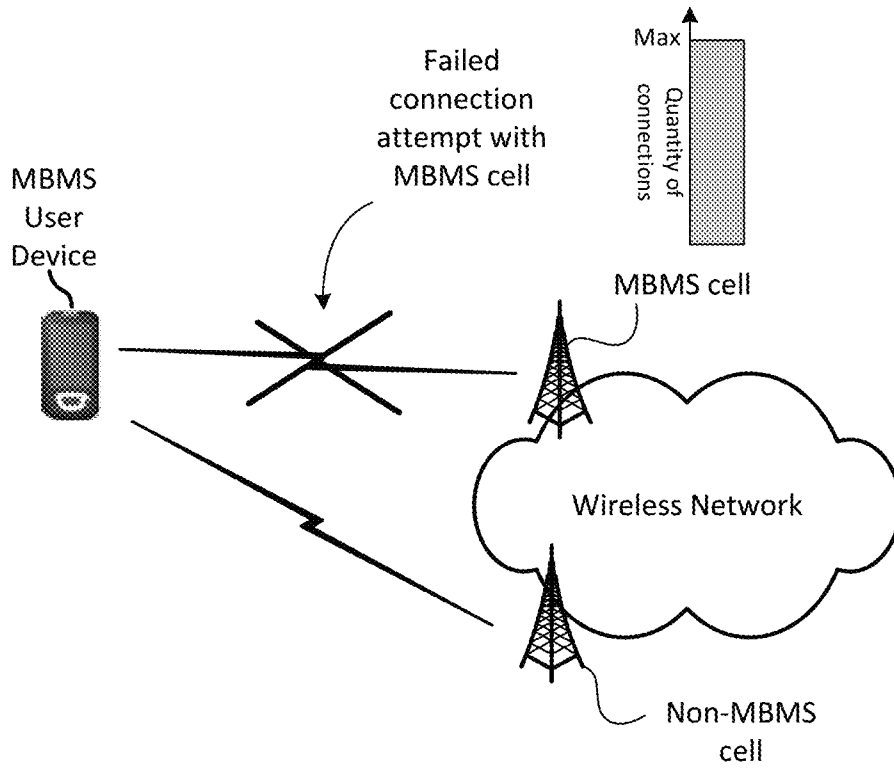 Max
Quantity of
connections
Failed
connection
attempt with
MBMS cell
MBMS
User
Device
MBMS cell
Wireless Network
Non-MBMS
cell